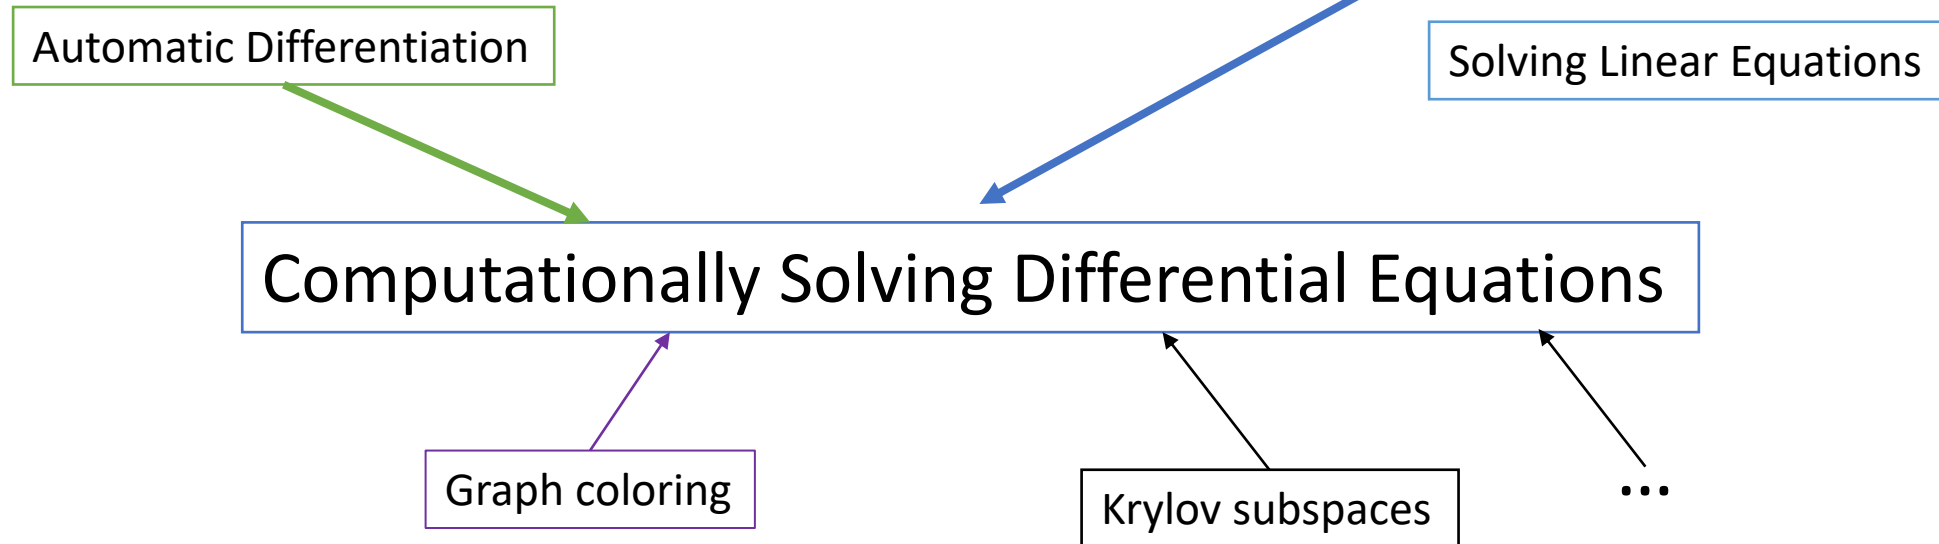 Automatic Differentiation
Solving Linear Equations
Computationally Solving Differential Equations
Graph coloring
Krylov subspaces
...